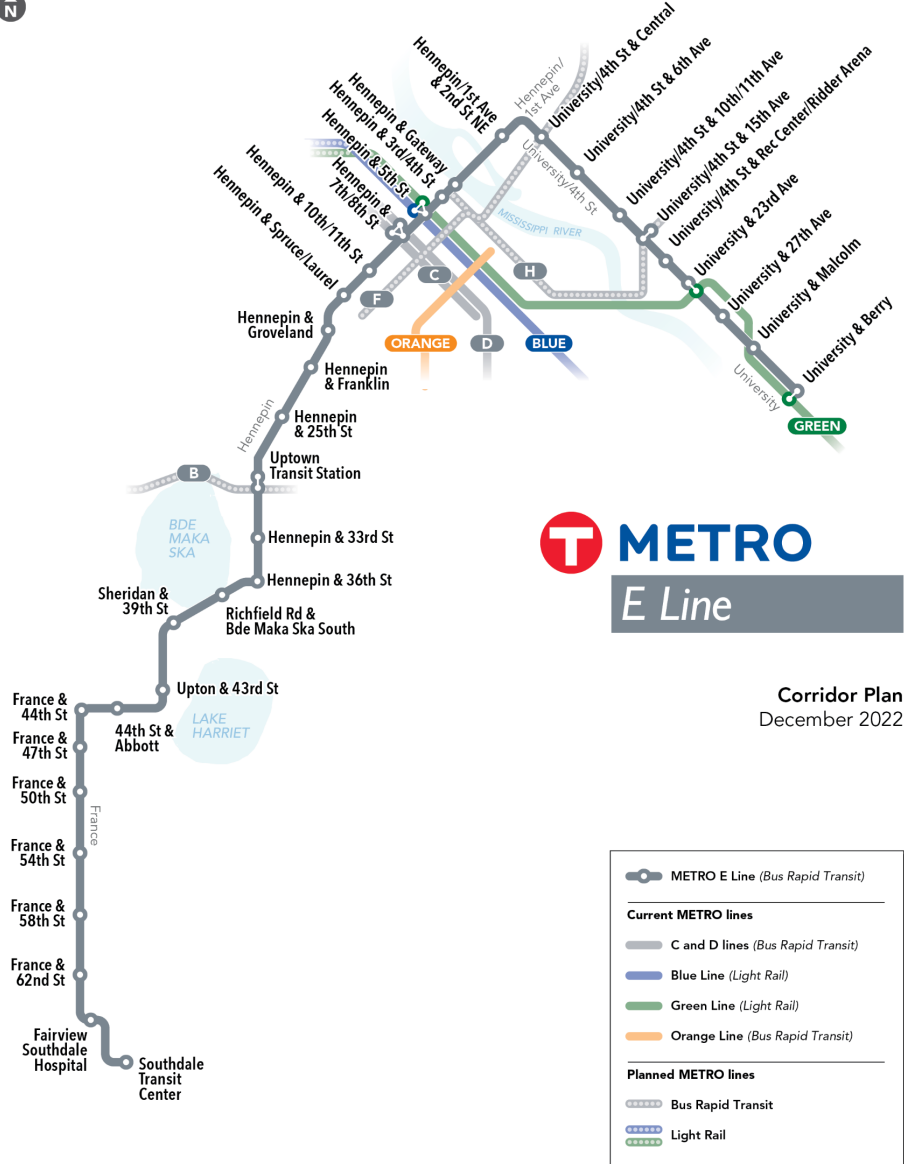 N
Hennepin/1st Ave
& 2nd St NE
Hennepin/
1st Ave
University/4th St & Central
University/4th St & 6th Ave
University/4th St & 10th/11th Ave
University/4th St & 15th Ave
University/4th St & Rec Center/Ridder Arena
University & 23rd Ave
University & 27th Ave
University & Malcolm
University & Berry
University/4th St
MISSISSIPPI RIVER
University
Hennepin & Gateway
Hennepin & 3rd/4th St
Hennepin & 5th St
Hennepin &
7th/8th St
Hennepin & 10th/11th St
Hennepin & Spruce/Laurel
H
C
F
ORANGE
D
BLUE
GREEN
Hennepin &
Groveland
Hennepin
& Franklin
Hennepin
Hennepin
& 25th St
Uptown
Transit Station
B
BDE
MAKA
SKA
Hennepin & 33rd St
Hennepin & 36th St
Sheridan &
39th St
Richfield Rd &
Bde Maka Ska South
T METRO
E Line
Corridor Plan
December 2022
Upton & 43rd St
LAKE
HARRIET
France &
44th St
44th St &
Abbott
France &
47th St
France &
50th St
France
France &
54th St
France &
58th St
France &
62nd St
Fairview
Southdale
Hospital
Southdale
Transit
Center
METRO E Line (Bus Rapid Transit)
Current METRO lines
C and D lines (Bus Rapid Transit)
Blue Line (Light Rail)
Green Line (Light Rail)
Orange Line (Bus Rapid Transit)
Planned METRO lines
Bus Rapid Transit
Light Rail